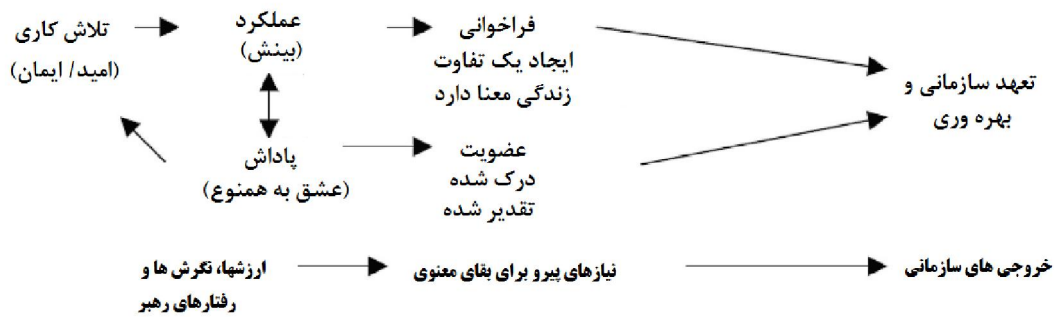 تلاش کاری
(امید/ ایمان)
عملکرد
(بینش)
پاداش
(عشق به همنوع)
فراخوانی
ایجاد یک تفاوت
زندگی معنا دارد
عضویت
درک شده
تقدیر شده
تعهد سازمانی و
بهره وری
ارزشها، نگرش ها و
رفتارهای رهبر
نیازهای پیرو برای بقای معنوی
خروجی های سازمانی